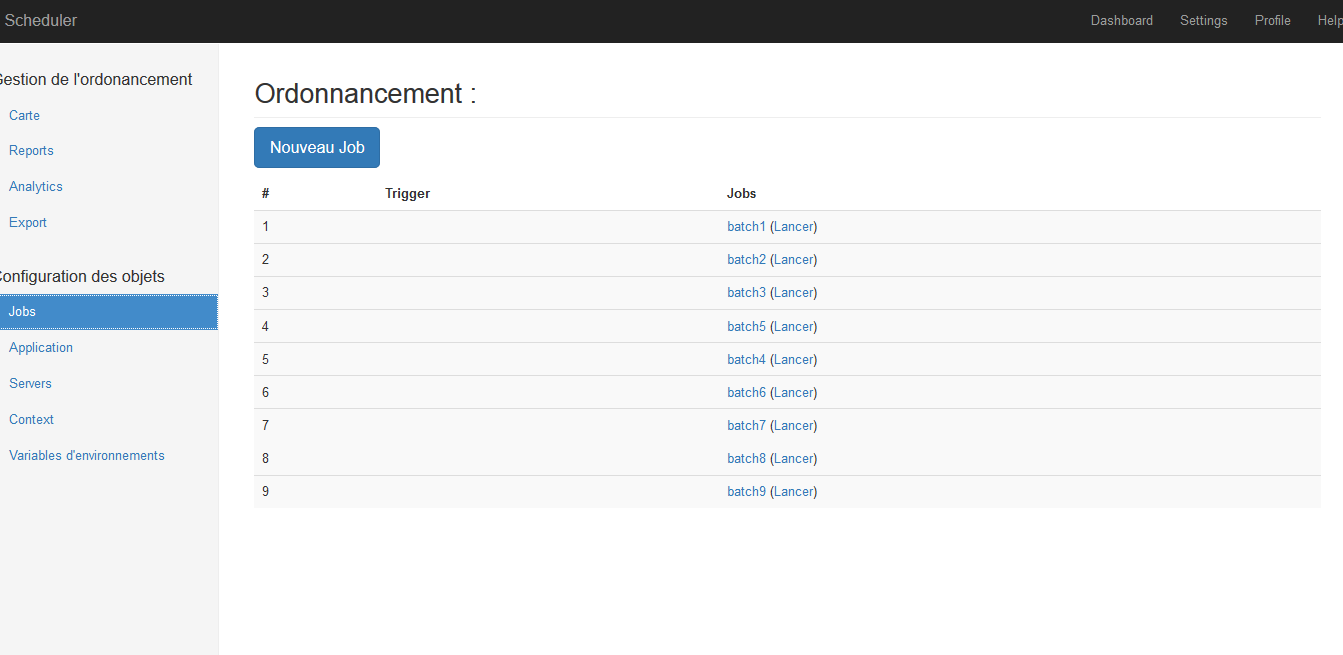 Scheduler Dashboard Settings Profile Help
Gestion de l'ordonancement
Carte
Reports
Analytics
Export
Configuration des objets
Jobs
Application
Servers
Context
Variables d'environnements
Ordonnancement :
Nouveau Job
# Trigger Jobs
1 batch1 (Lancer)
2 batch2 (Lancer)
3 batch3 (Lancer)
4 batch5 (Lancer)
5 batch4 (Lancer)
6 batch6 (Lancer)
7 batch7 (Lancer)
8 batch8 (Lancer)
9 batch9 (Lancer)